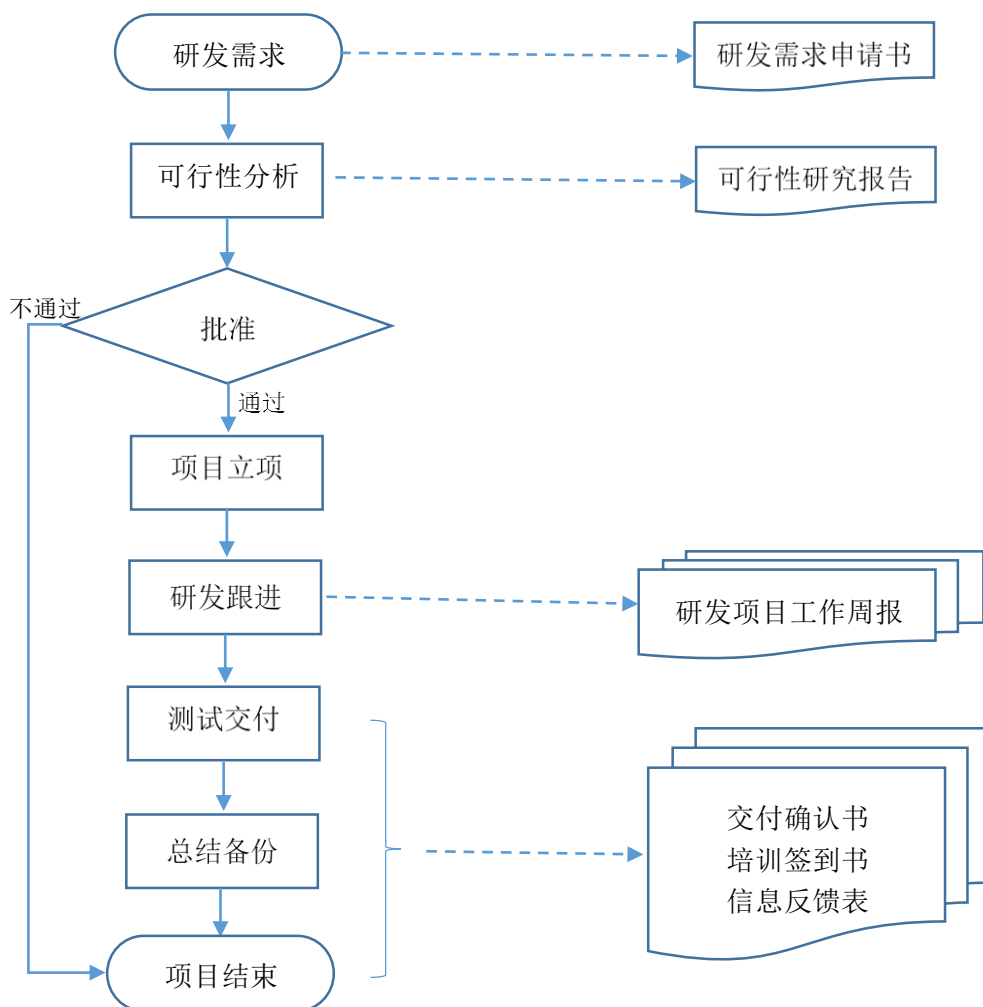 研发需求
研发需求申请书
可行性分析
可行性研究报告
不通过
批准
通过
项目立项
研发跟进
研发项目工作周报
测试交付
交付确认书
培训签到书
信息反馈表
总结备份
项目结束